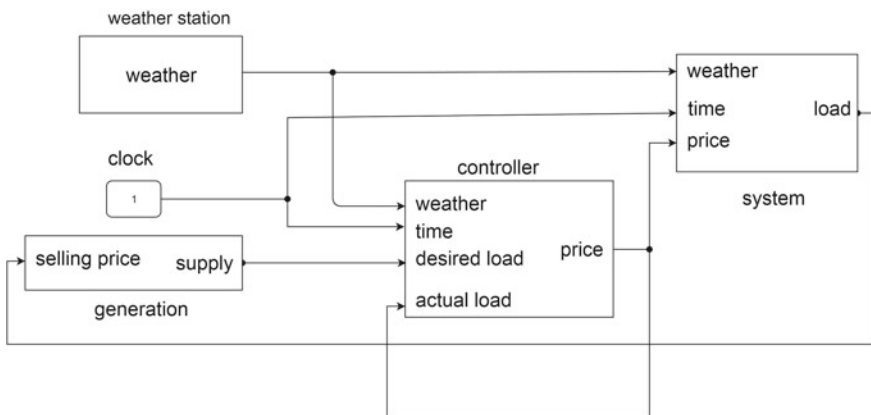 weather station
weather
clock
1
selling price
supply
generation
controller
weather
time
desired load
actual load
price
weather
time
price
load
system